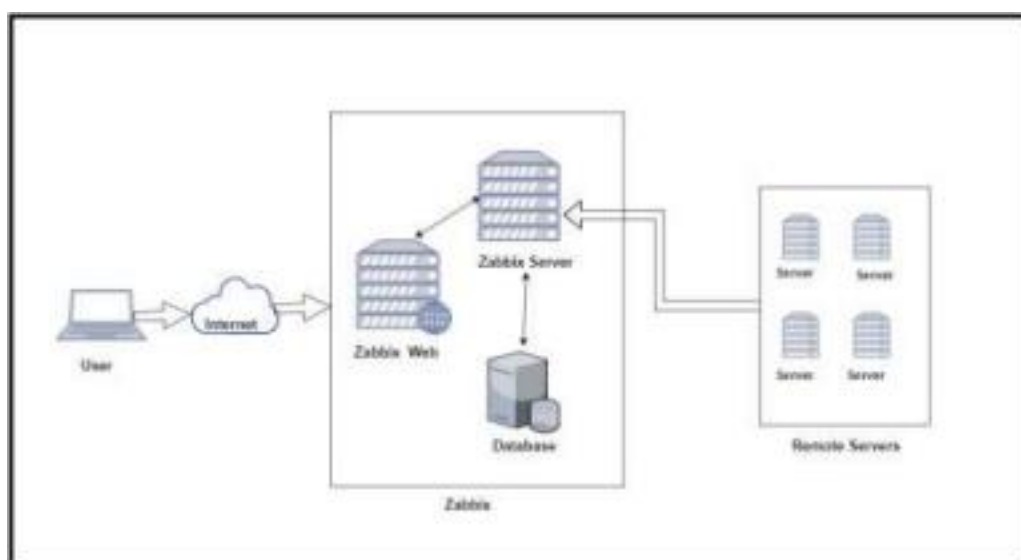 User
Internet
Zabbix Web
Zabbix Server
Database
Zabbix
Server
Server
Server
Server
Remote Servers